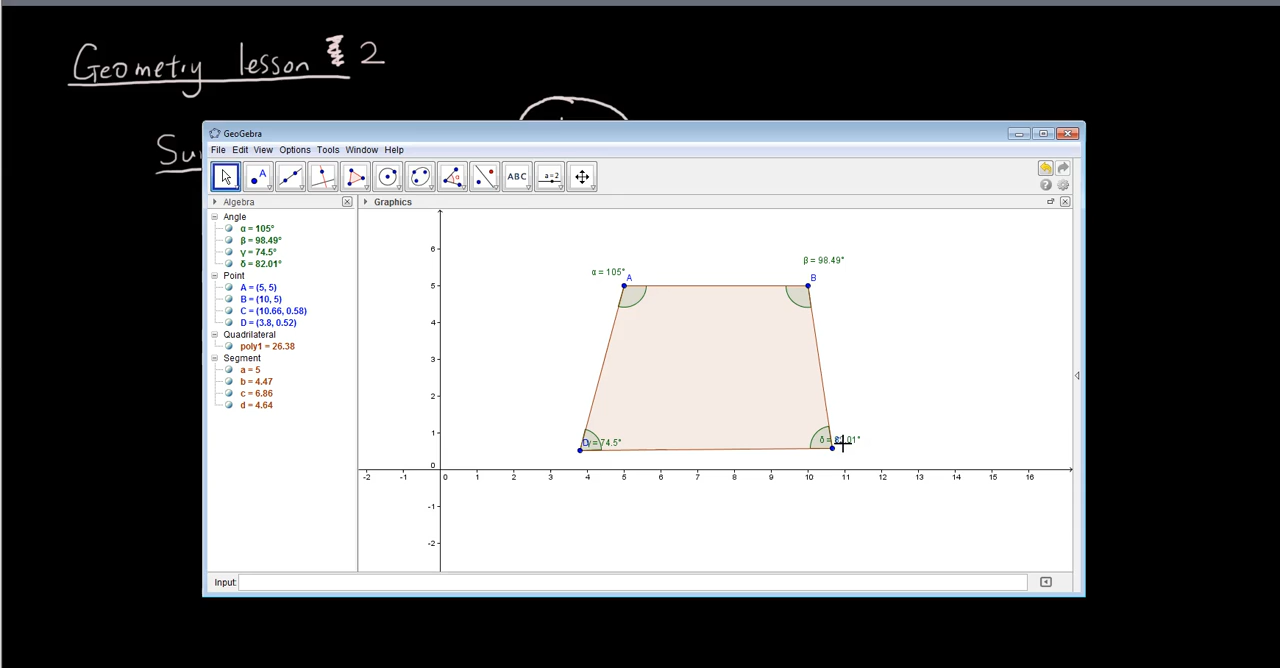 Geometry lesson 2
GeoGebra
File Edit View Options Tools Window Help
A ABC a=2
Algebra
Graphics
Angle
α = 105°
β = 98.49°
γ = 74.5°
δ = 82.01°
Point
A = (5, 5)
B = (10, 5)
C = (10.66, 0.58)
D = (3.8, 0.52)
Quadrilateral
poly1 = 26.38
Segment
a = 5
b = 4.47
c = 6.86
d = 4.64
β = 98.49°
α = 105° A B
6
5
4
3
2
1
0
-1
-2
D γ = 74.5°
-2 -1 0 1 2 3 4 5 6 7 8 9 10 11 12 13 14 15 16
Input: